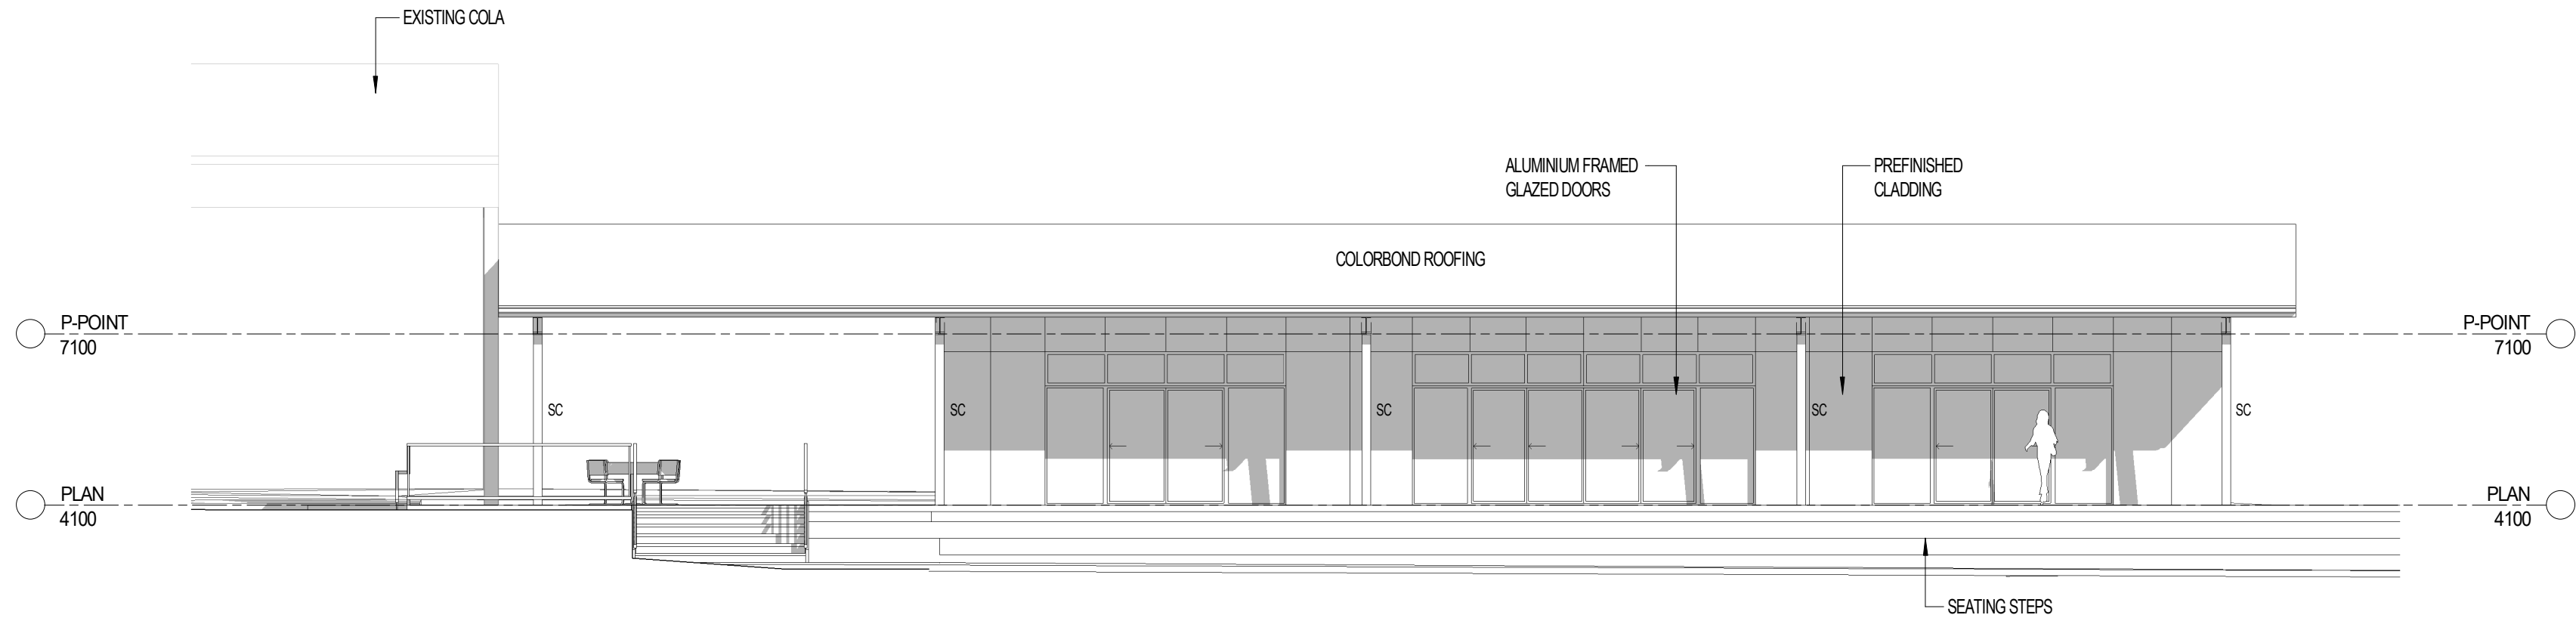 EXISTING COLA
ALUMINIUM FRAMED
GLAZED DOORS
PREFINISHED
CLADDING
COLORBOND ROOFING
P-POINT
7100
P-POINT
7100
SC
SC
SC
SC
SC
PLAN
4100
PLAN
4100
SEATING STEPS